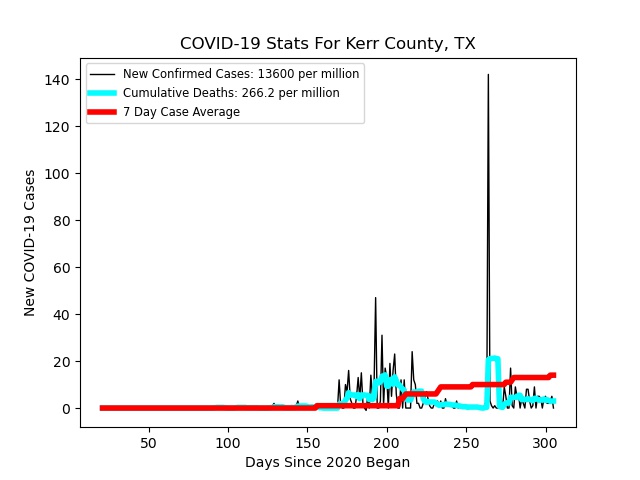 COVID-19 Stats For Kerr County, TX
New Confirmed Cases: 13600 per million
Cumulative Deaths: 266.2 per million
7 Day Case Average
140
120
100
80
60
40
20
0
New COVID-19 Cases
50 100 150 200 250 300
Days Since 2020 Began